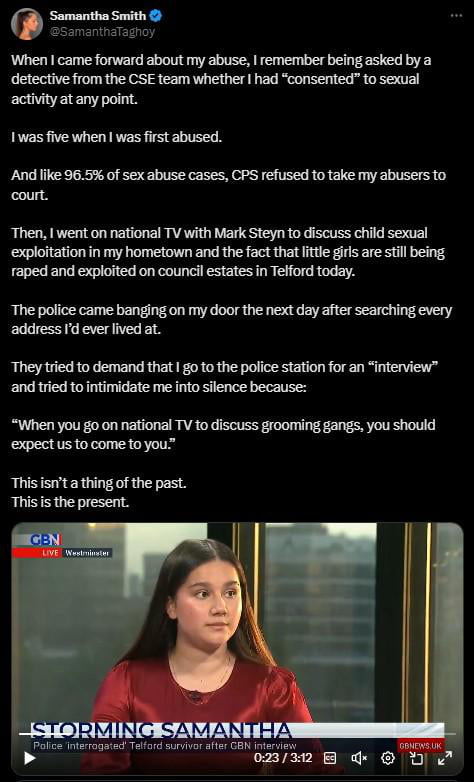 Samantha Smith
@SamanthaTaghoy
When I came forward about my abuse, I remember being asked by a
detective from the CSE team whether I had “consented” to sexual
activity at any point.
I was five when I was first abused.
And like 96.5% of sex abuse cases, CPS refused to take my abusers to
court.
Then, I went on national TV with Mark Steyn to discuss child sexual
exploitation in my hometown and the fact that little girls are still being
raped and exploited on council estates in Telford today.
The police came banging on my door the next day after searching every
address I’d ever lived at.
They tried to demand that I go to the police station for an “interview”
and tried to intimidate me into silence because:
“When you go on national TV to discuss grooming gangs, you should
expect us to come to you.”
This isn’t a thing of the past.
This is the present.
GBN
LIVE Westminster
STORMING SAMANTHA
Police 'interrogated' Telford survivor after GBN interview
GBNEWS.UK
0:23 / 3:12